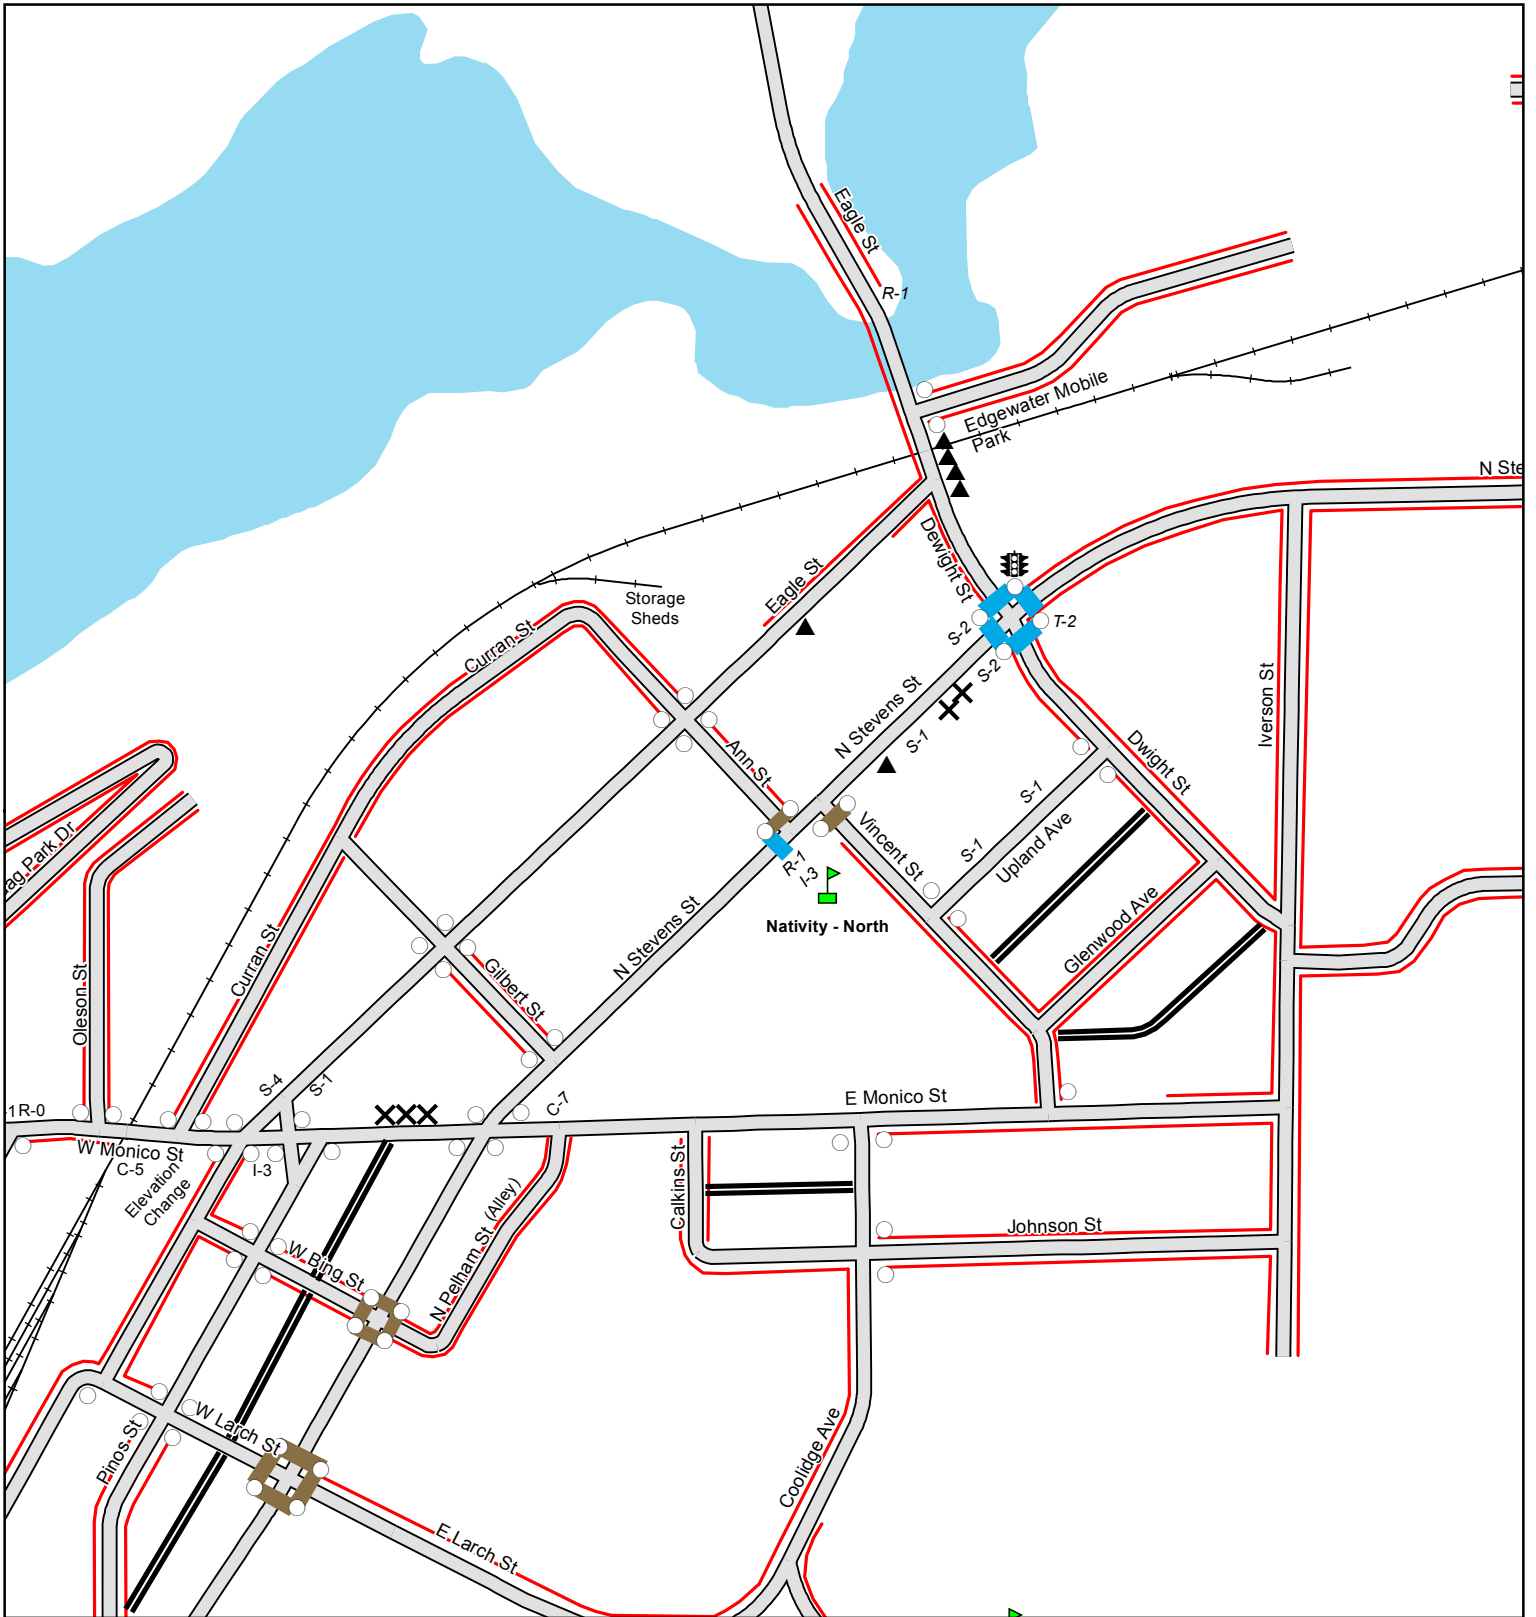 Eagle St
R-1
Edgewater Mobile
Park
N Ste
Dewight St
Eagle St
Storage
Sheds
T-2
S-2
S-2
Curran St
Iverson St
N Stevens St
S-1
Ann St
Dwight St
S-1
Upland Ave
ag Park Dr
Vincent St
S-1
R-1
I-3
Nativity - North
N Stevens St
Glenwood Ave
Curran St
Gilbert St
Oleson St
S-4
S-1
C-7
E Monico St
1R-0
W Monico St
C-5
I-3
Elevation
Change
Calkins St
N Pelham St (Alley)
Johnson St
W Bing St
W Larch St
Pinos St
Coolidge Ave
E Larch St